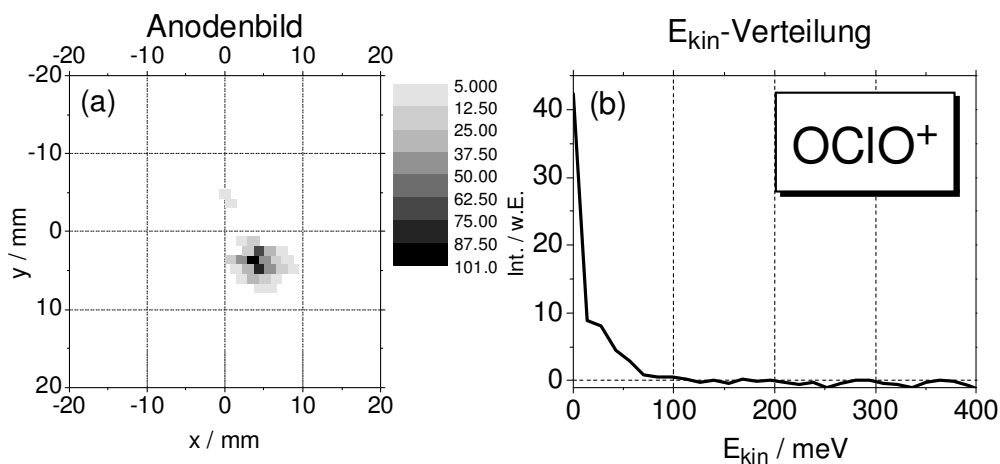 Anodenbild
-20 -10 0 10 20
-20
-10
0
10
20
y / mm
(a)
-20 -10 0 10 20
x / mm
5.000
12.50
25.00
37.50
50.00
62.50
75.00
87.50
101.0
Ekin-Verteilung
40
30
20
10
0
Int. / w.E.
(b)
OClO+
0 100 200 300 400
Ekin / meV